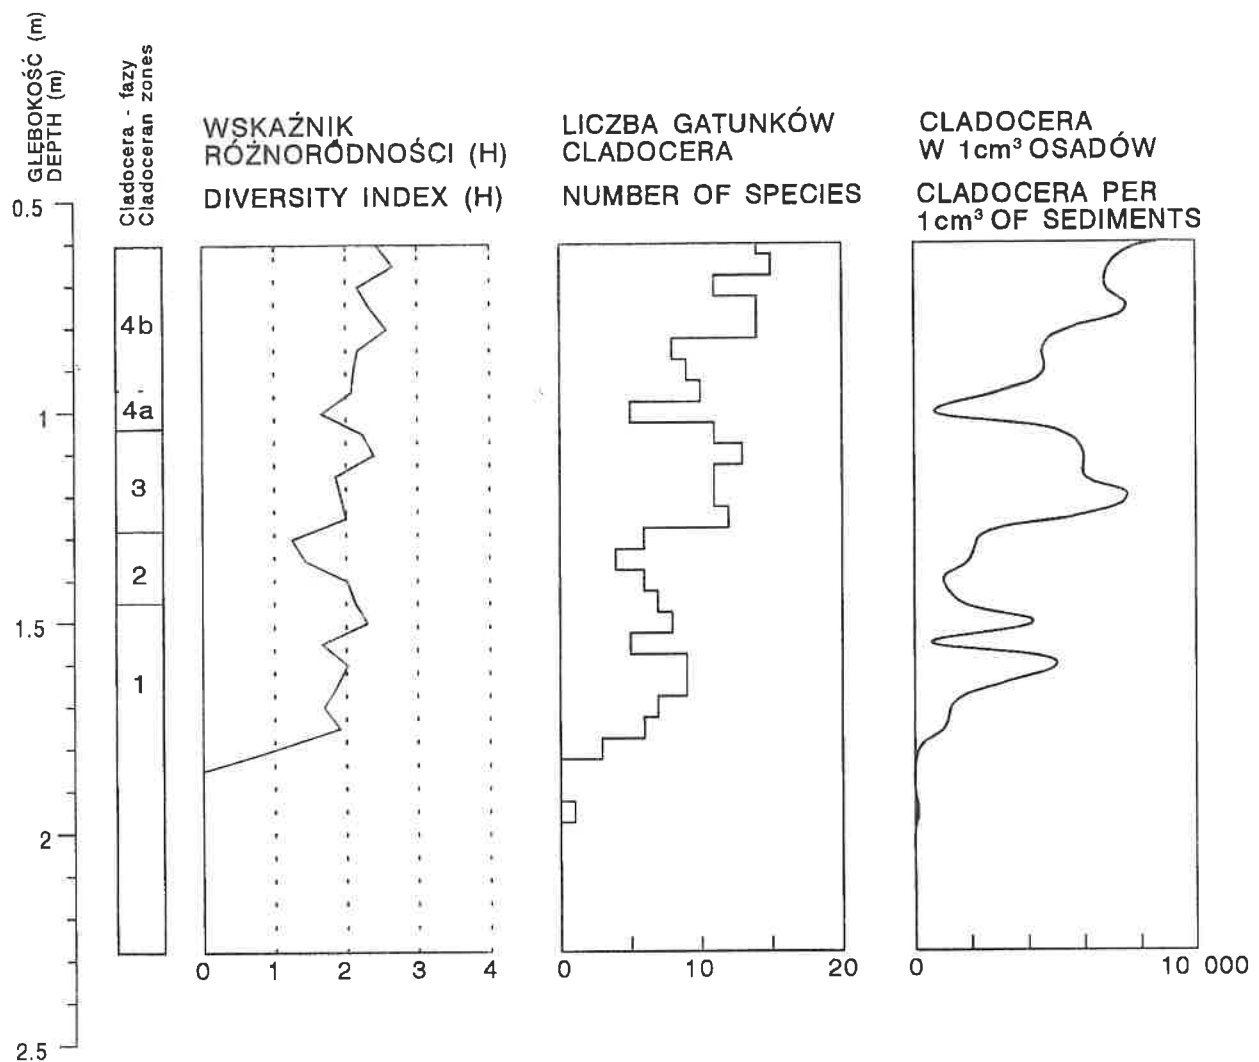 GŁĘBOKOŚĆ (m)
DEPTH (m)
Cladocera - fazy
Cladoceran zones
WSKAŹNIK
RÓŻNORÓDNOŚCI (H)
DIVERSITY INDEX (H)
LICZBA GATUNKÓW
CLADOCERA
NUMBER OF SPECIES
CLADOCERA
W 1cm³ OSADÓW
CLADOCERA PER
1cm³ OF SEDIMENTS
0.5
1
1.5
2
2.5
4b
4a
3
2
1
0 1 2 3 4
0 10 20
0 10 000